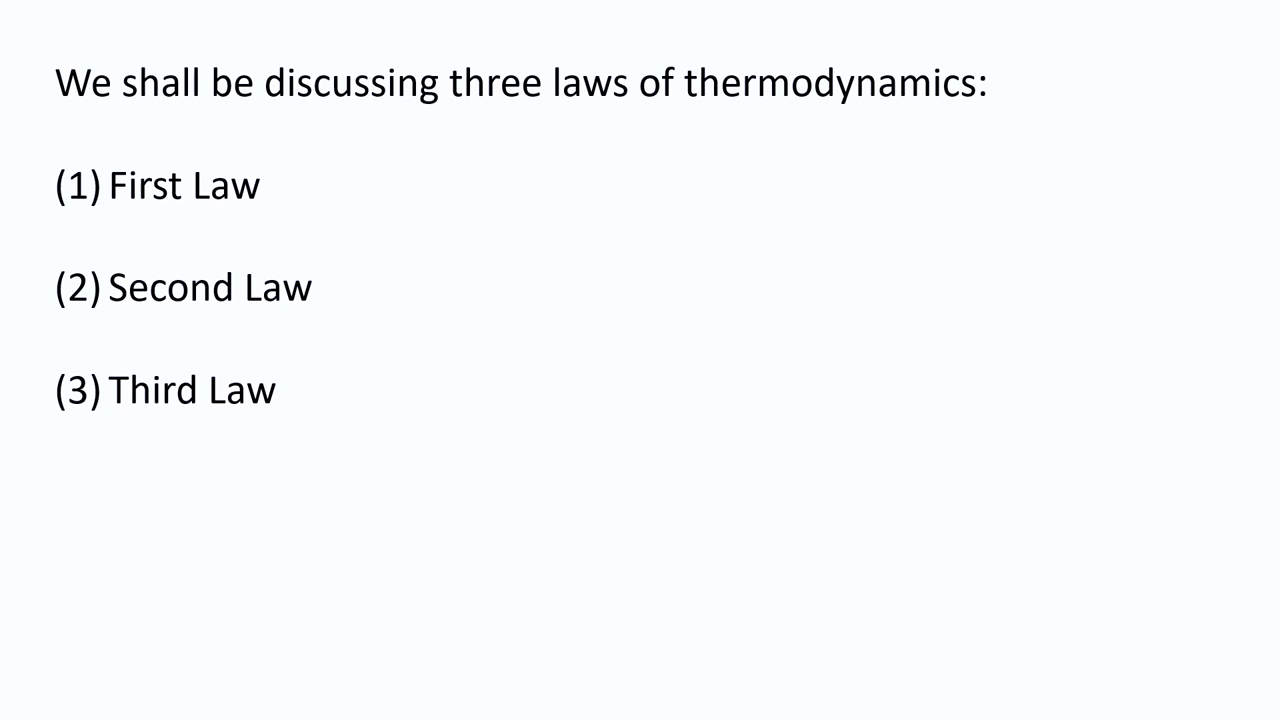 We shall be discussing three laws of thermodynamics:
(1) First Law
(2) Second Law
(3) Third Law